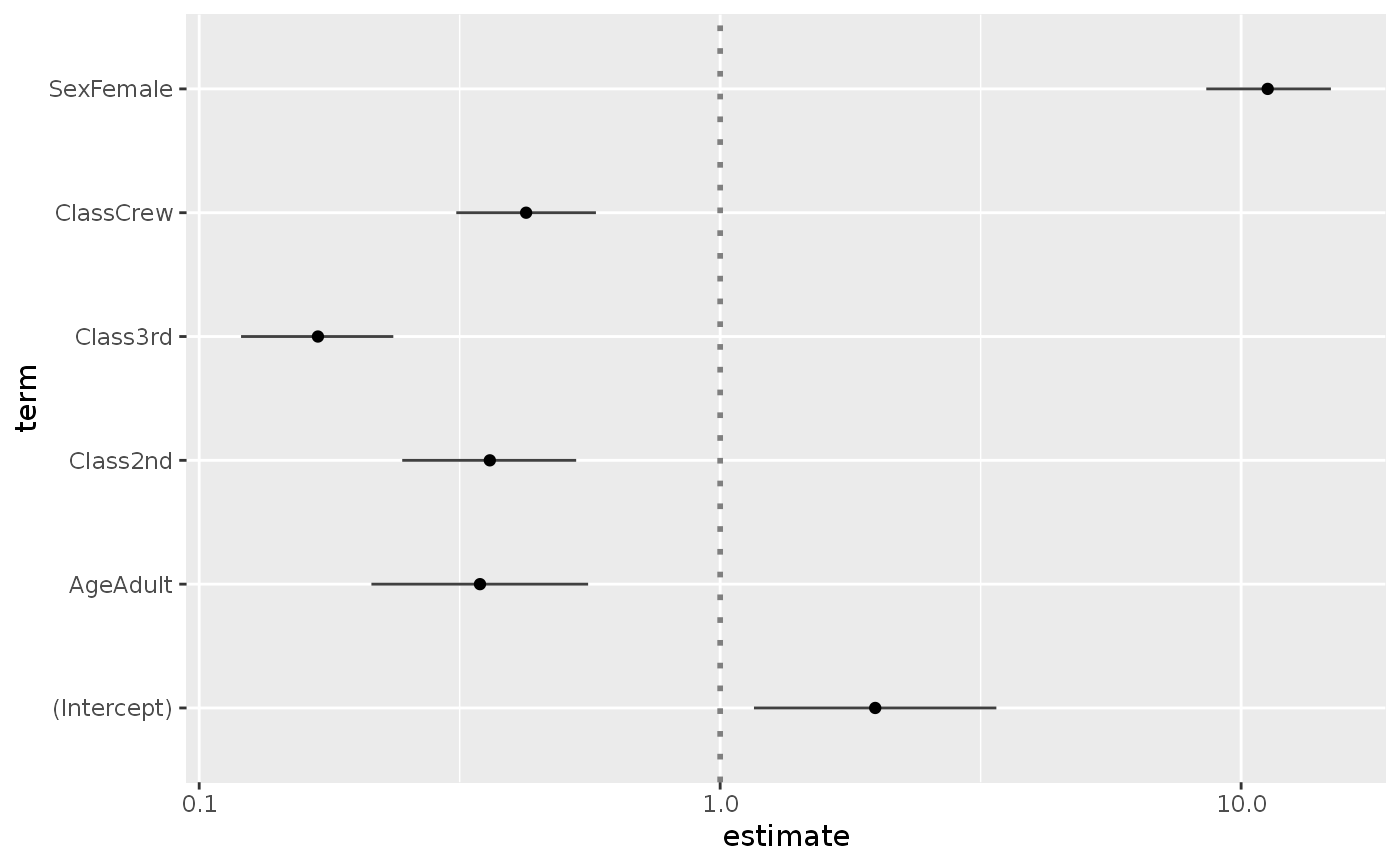 SexFemale
ClassCrew
Class3rd
Class2nd
AgeAdult
(Intercept)
term
0.1 1.0 10.0
estimate